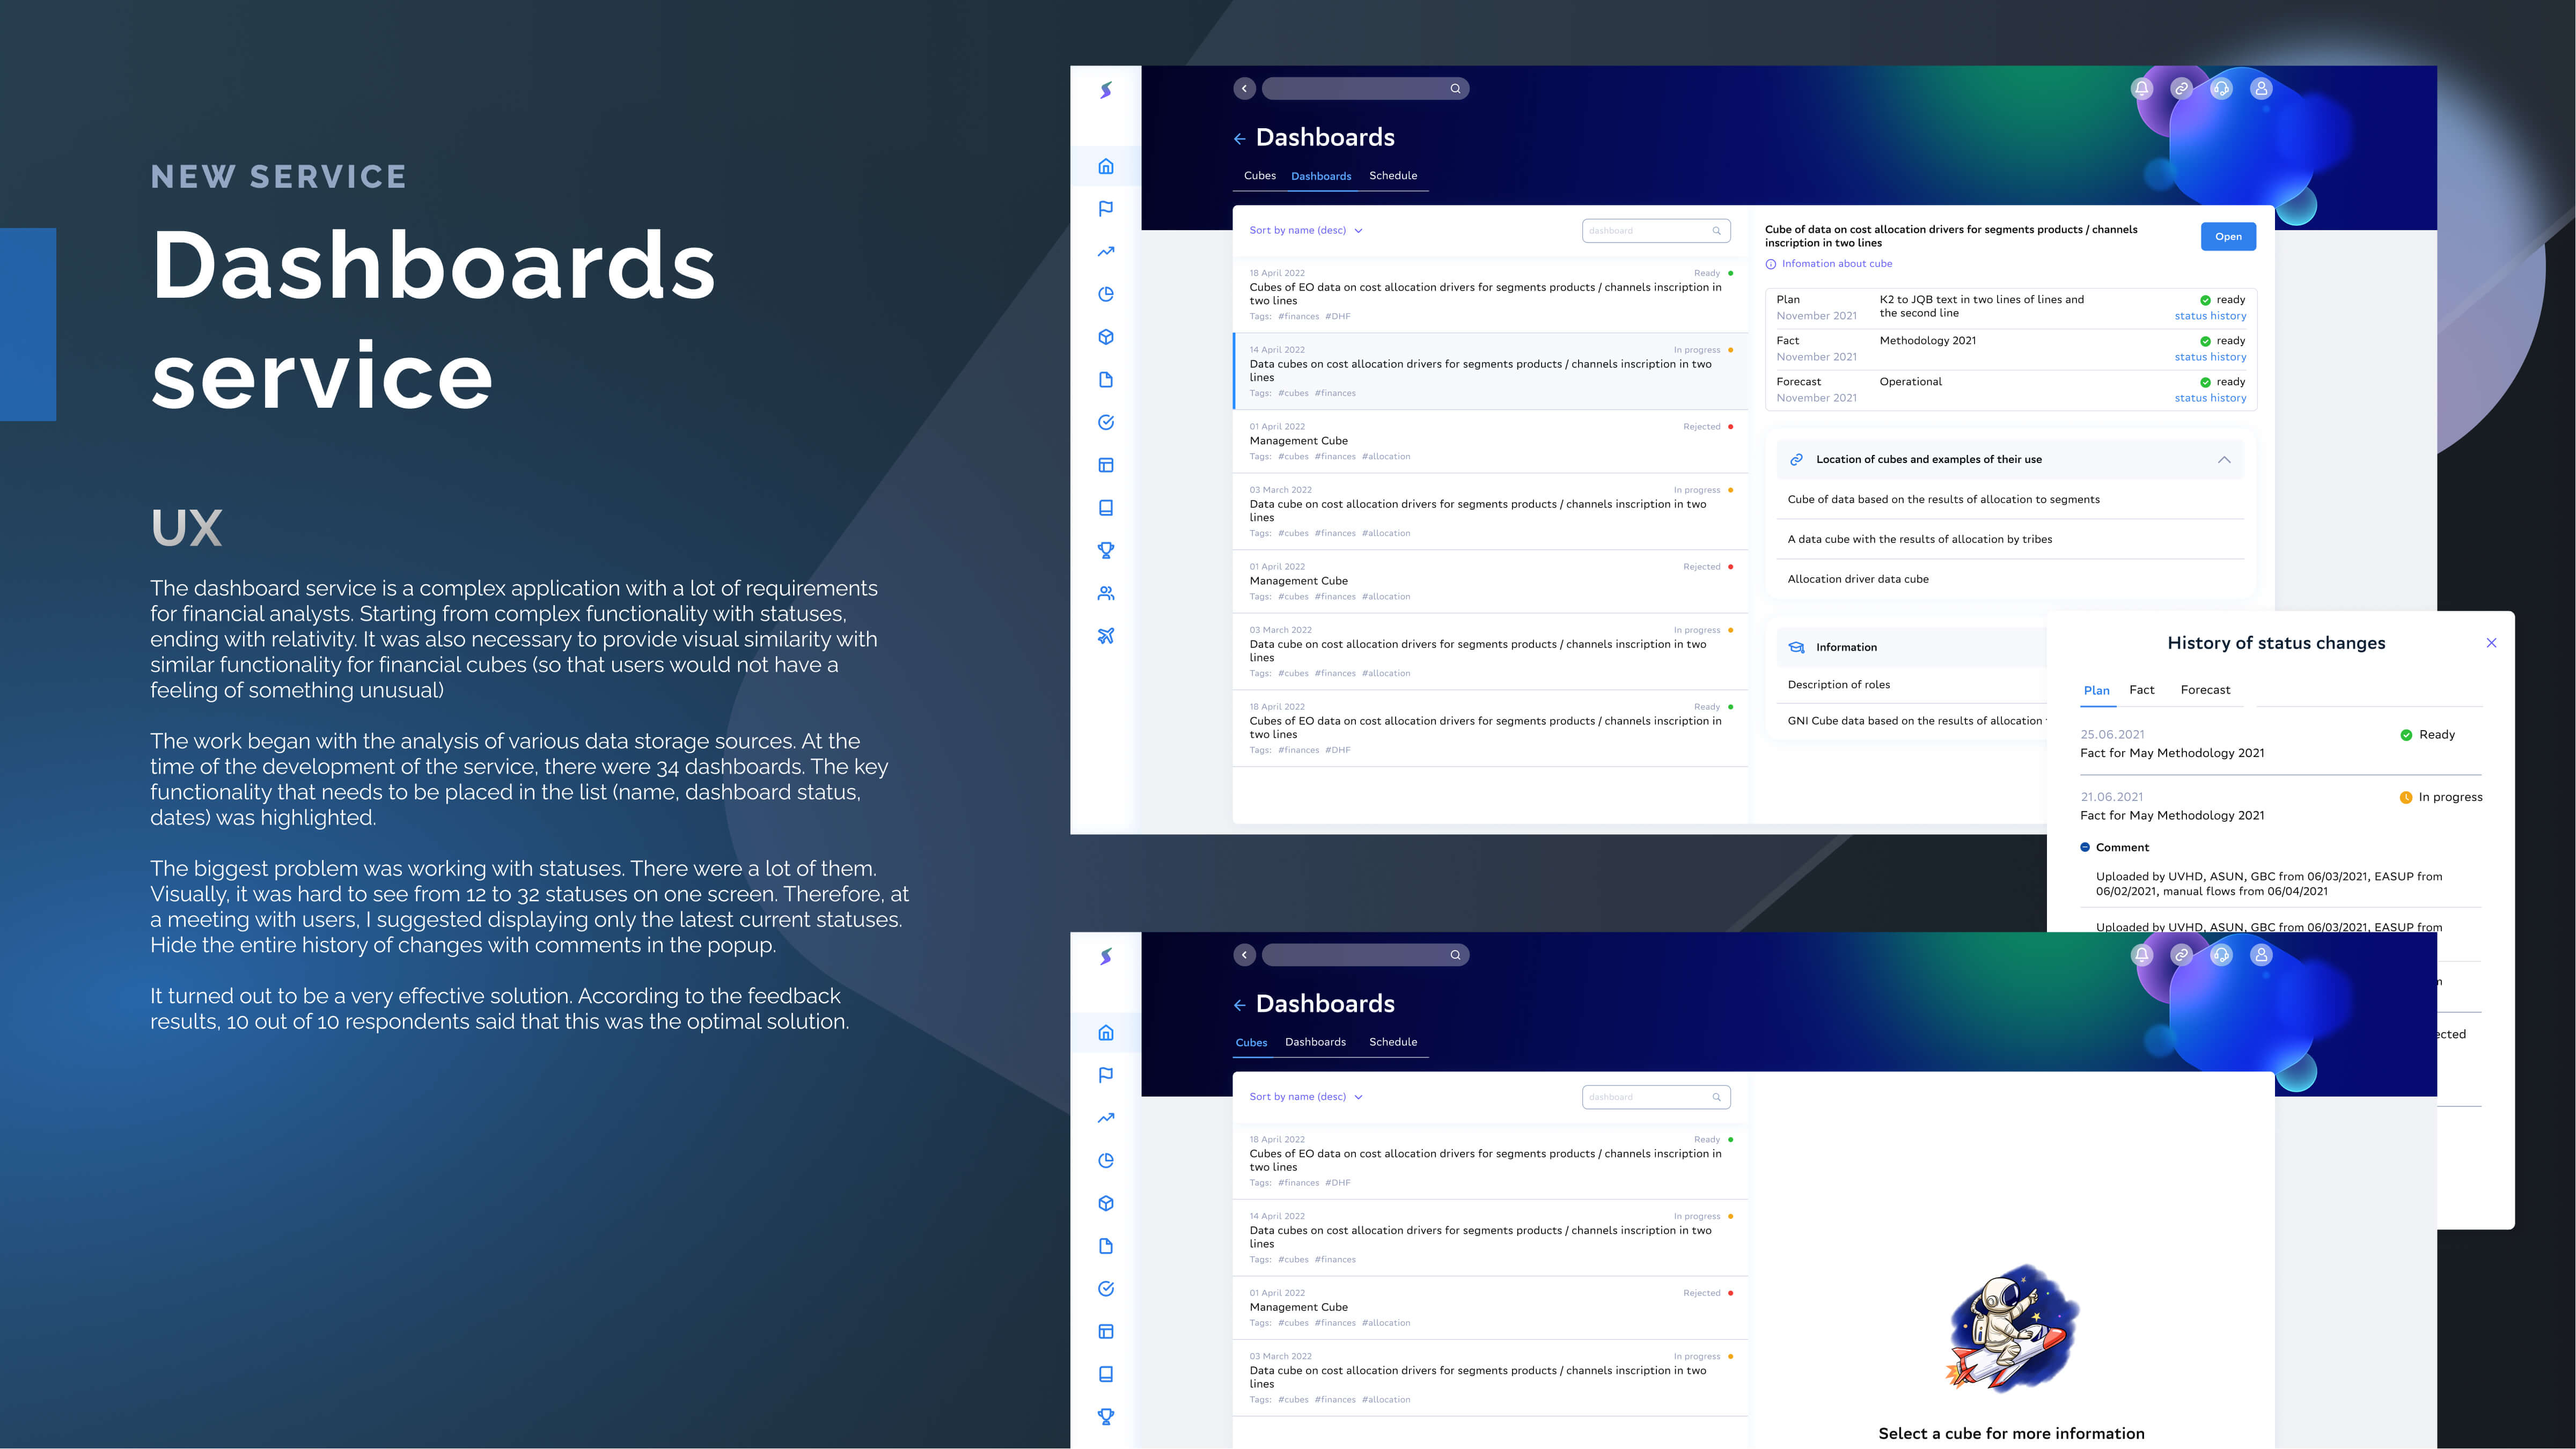 NEW SERVICE
Dashboards
service
UX
The dashboard service is a complex application with a lot of requirements
for financial analysts. Starting from complex functionality with statuses,
ending with relativity. It was also necessary to provide visual similarity with
similar functionality for financial cubes (so that users would not have a
feeling of something unusual)
The work began with the analysis of various data storage sources. At the
time of the development of the service, there were 34 dashboards. The key
functionality that needs to be placed in the list (name, dashboard status,
dates) was highlighted.
The biggest problem was working with statuses. There were a lot of them.
Visually, it was hard to see from 12 to 32 statuses on one screen. Therefore, at
a meeting with users, I suggested displaying only the latest current statuses.
Hide the entire history of changes with comments in the popup.
It turned out to be a very effective solution. According to the feedback
results, 10 out of 10 respondents said that this was the optimal solution.
Dashboards
Cubes Dashboards Schedule
Sort by name (desc)
dashboard
18 April 2022 Ready
Cubes of EO data on cost allocation drivers for segments products / channels inscription in
two lines
Tags: #finances #DHF
14 April 2022 In progress
Data cubes on cost allocation drivers for segments products / channels inscription in two
lines
Tags: #cubes #finances
01 April 2022 Rejected
Management Cube
Tags: #cubes #finances #allocation
03 March 2022 In progress
Data cube on cost allocation drivers for segments products / channels inscription in two
lines
Tags: #cubes #finances #allocation
01 April 2022 Rejected
Management Cube
Tags: #cubes #finances #allocation
03 March 2022 In progress
Data cube on cost allocation drivers for segments products / channels inscription in two
lines
Tags: #cubes #finances #allocation
18 April 2022 Ready
Cubes of EO data on cost allocation drivers for segments products / channels inscription in
two lines
Tags: #finances #DHF
Cube of data on cost allocation drivers for segments products / channels
inscription in two lines
Open
Infomation about cube
Plan K2 to JQB text in two lines of lines and ready
November 2021 the second line status history
Fact Methodology 2021 ready
November 2021 status history
Forecast Operational ready
November 2021 status history
Location of cubes and examples of their use
Cube of data based on the results of allocation to segments
A data cube with the results of allocation by tribes
Allocation driver data cube
Information
Description of roles
GNI Cube data based on the results of allocation
History of status changes
Plan Fact Forecast
25.06.2021 Ready
Fact for May Methodology 2021
21.06.2021 In progress
Fact for May Methodology 2021
Comment
Uploaded by UVHD, ASUN, GBC from 06/03/2021, EASUP from
06/02/2021, manual flows from 06/04/2021
Uploaded by UVHD, ASUN, GBC from 06/03/2021, EASUP from
Dashboards
Cubes Dashboards Schedule
Sort by name (desc)
dashboard
18 April 2022 Ready
Cubes of EO data on cost allocation drivers for segments products / channels inscription in
two lines
Tags: #finances #DHF
14 April 2022 In progress
Data cubes on cost allocation drivers for segments products / channels inscription in two
lines
Tags: #cubes #finances
01 April 2022 Rejected
Management Cube
Tags: #cubes #finances #allocation
03 March 2022 In progress
Data cube on cost allocation drivers for segments products / channels inscription in two
lines
Tags: #cubes #finances #allocation
Select a cube for more information